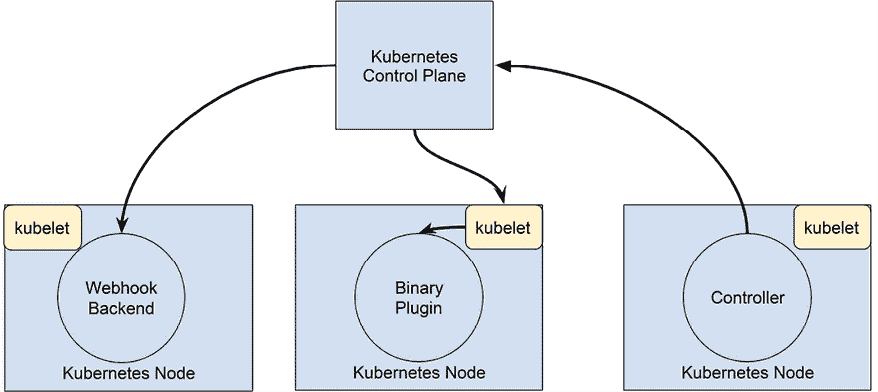 Kubernetes
Control Plane
kubelet
Webhook
Backend
Kubernetes Node
kubelet
Binary
Plugin
Kubernetes Node
kubelet
Controller
Kubernetes Node